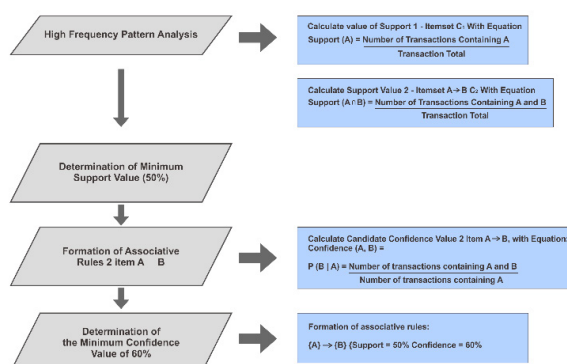 High Frequency Pattern Analysis
Calculate value of Support 1 - Itemset C₁ With Equation
Support (A) = Number of Transactions Containing A
Transaction Total
Calculate Support Value 2 - Itemset A→B C₂ With Equation
Support (A∩B) = Number of Transactions Containing A and B
Transaction Total
Determination of Minimum
Support Value (50%)
Formation of Associative
Rules 2 item A B
Calculate Candidate Confidence Value 2 Item A→B, with Equation:
Confidence (A, B) =
P (B | A) = Number of transactions containing A and B
Number of transactions containing A
Determination of
the Minimum Confidence
Value of 60%
Formation of associative rules:
{A} → {B} {Support = 50% Confidence = 60%